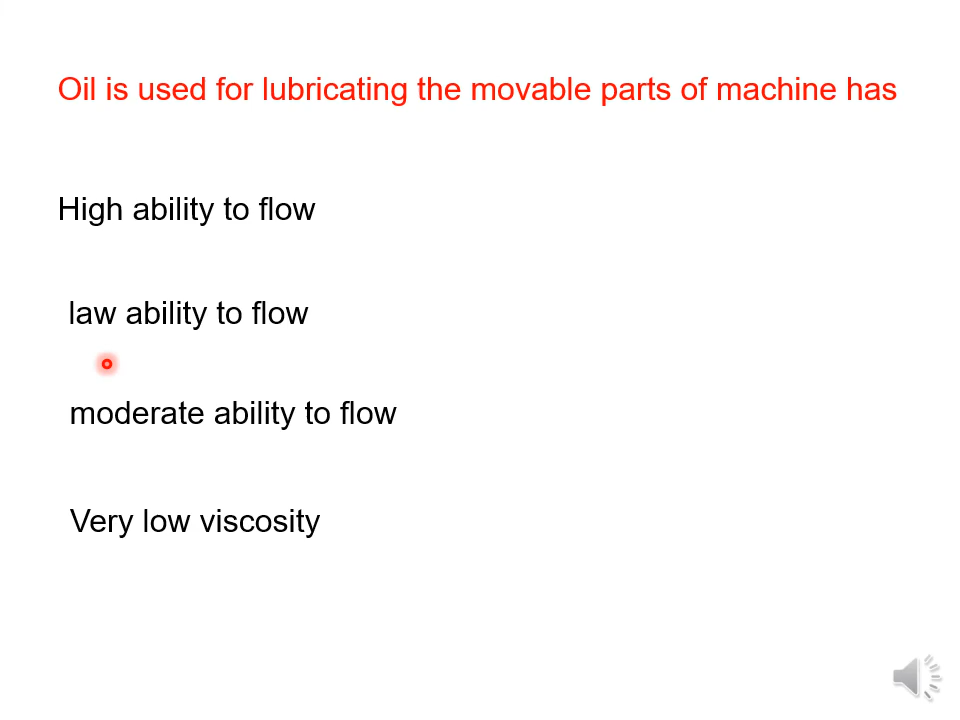 Oil is used for lubricating the movable parts of machine has
High ability to flow
law ability to flow
moderate ability to flow
Very low viscosity